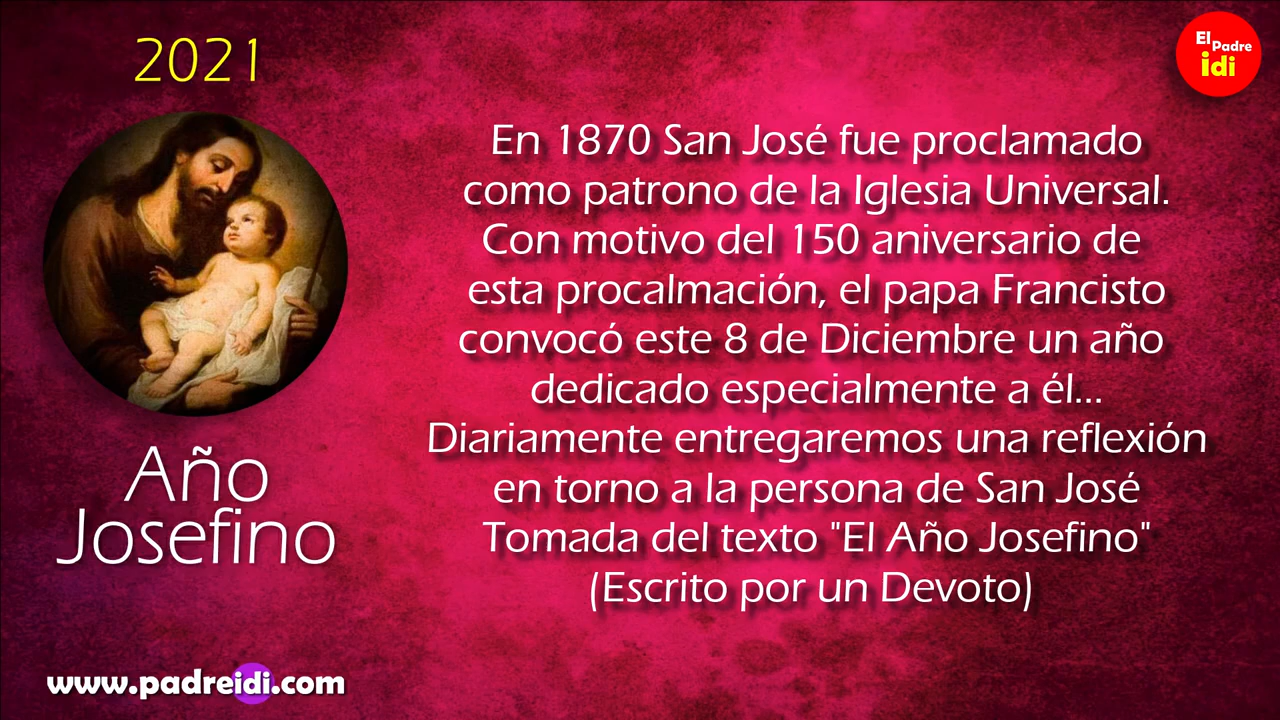 2021
El Padre
idi
En 1870 San José fue proclamado
como patrono de la Iglesia Universal.
Con motivo del 150 aniversario de
esta procalmación, el papa Francisto
convocó este 8 de Diciembre un año
dedicado especialmente a él...
Diariamente entregaremos una reflexión
en torno a la persona de San José
Tomada del texto "El Año Josefino"
(Escrito por un Devoto)
Año
Josefino
www.padreidi.com